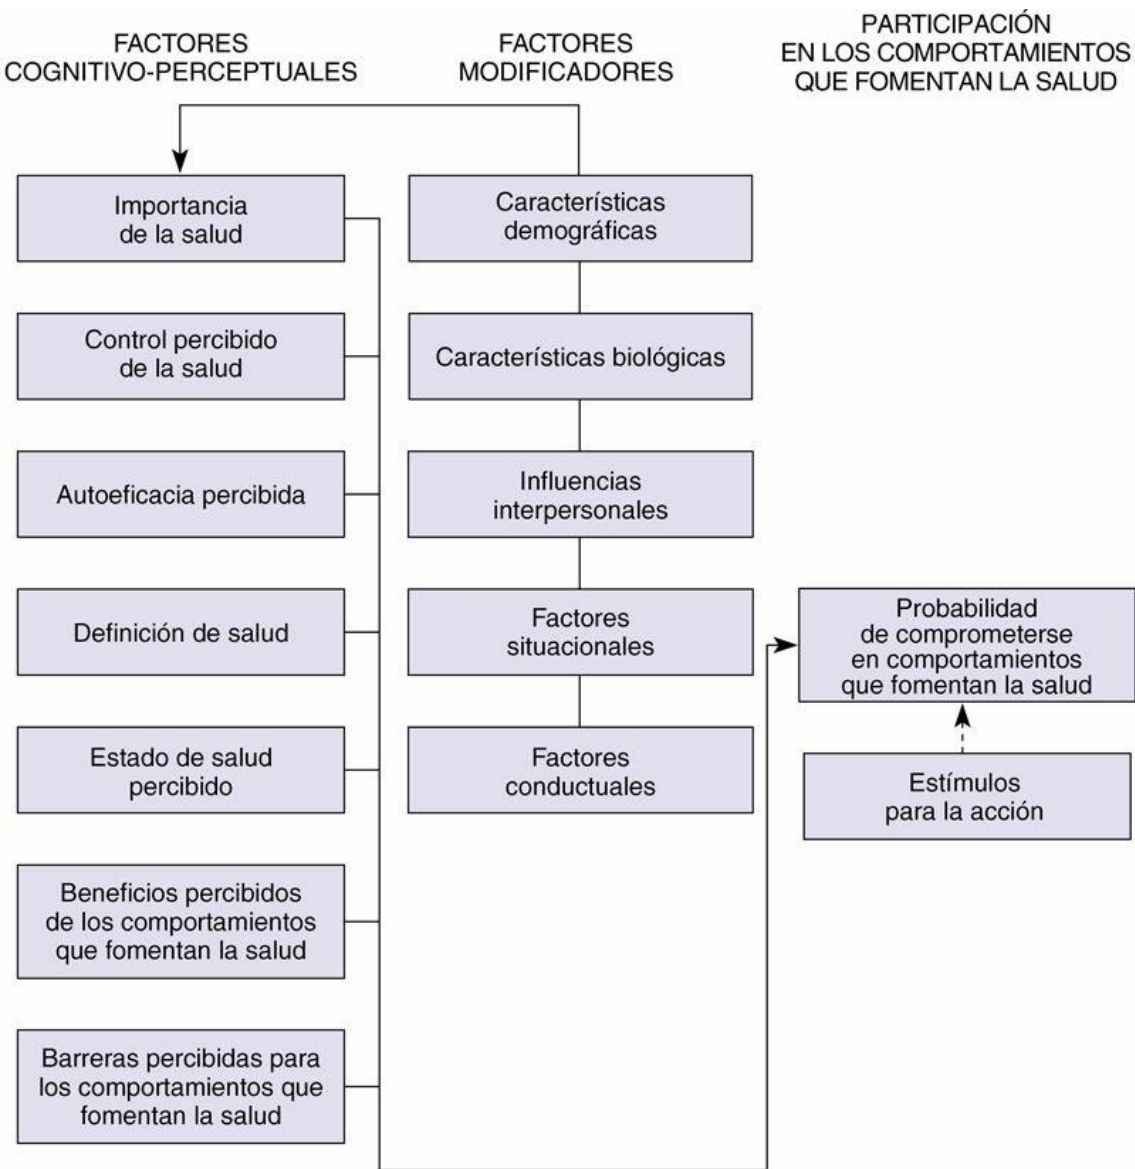 FACTORES
COGNITIVO-PERCEPTUALES
FACTORES
MODIFICADORES
PARTICIPACIÓN
EN LOS COMPORTAMIENTOS
QUE FOMENTAN LA SALUD
Importancia
de la salud
Control percibido
de la salud
Autoeficacia percibida
Definición de salud
Estado de salud
percibido
Beneficios percibidos
de los comportamientos
que fomentan la salud
Barreras percibidas para
los comportamientos que
fomentan la salud
Características
demográficas
Características biológicas
Influencias
interpersonales
Factores
situacionales
Factores
conductuales
Probabilidad
de comprometerse
en comportamientos
que fomentan la salud
Estímulos
para la acción